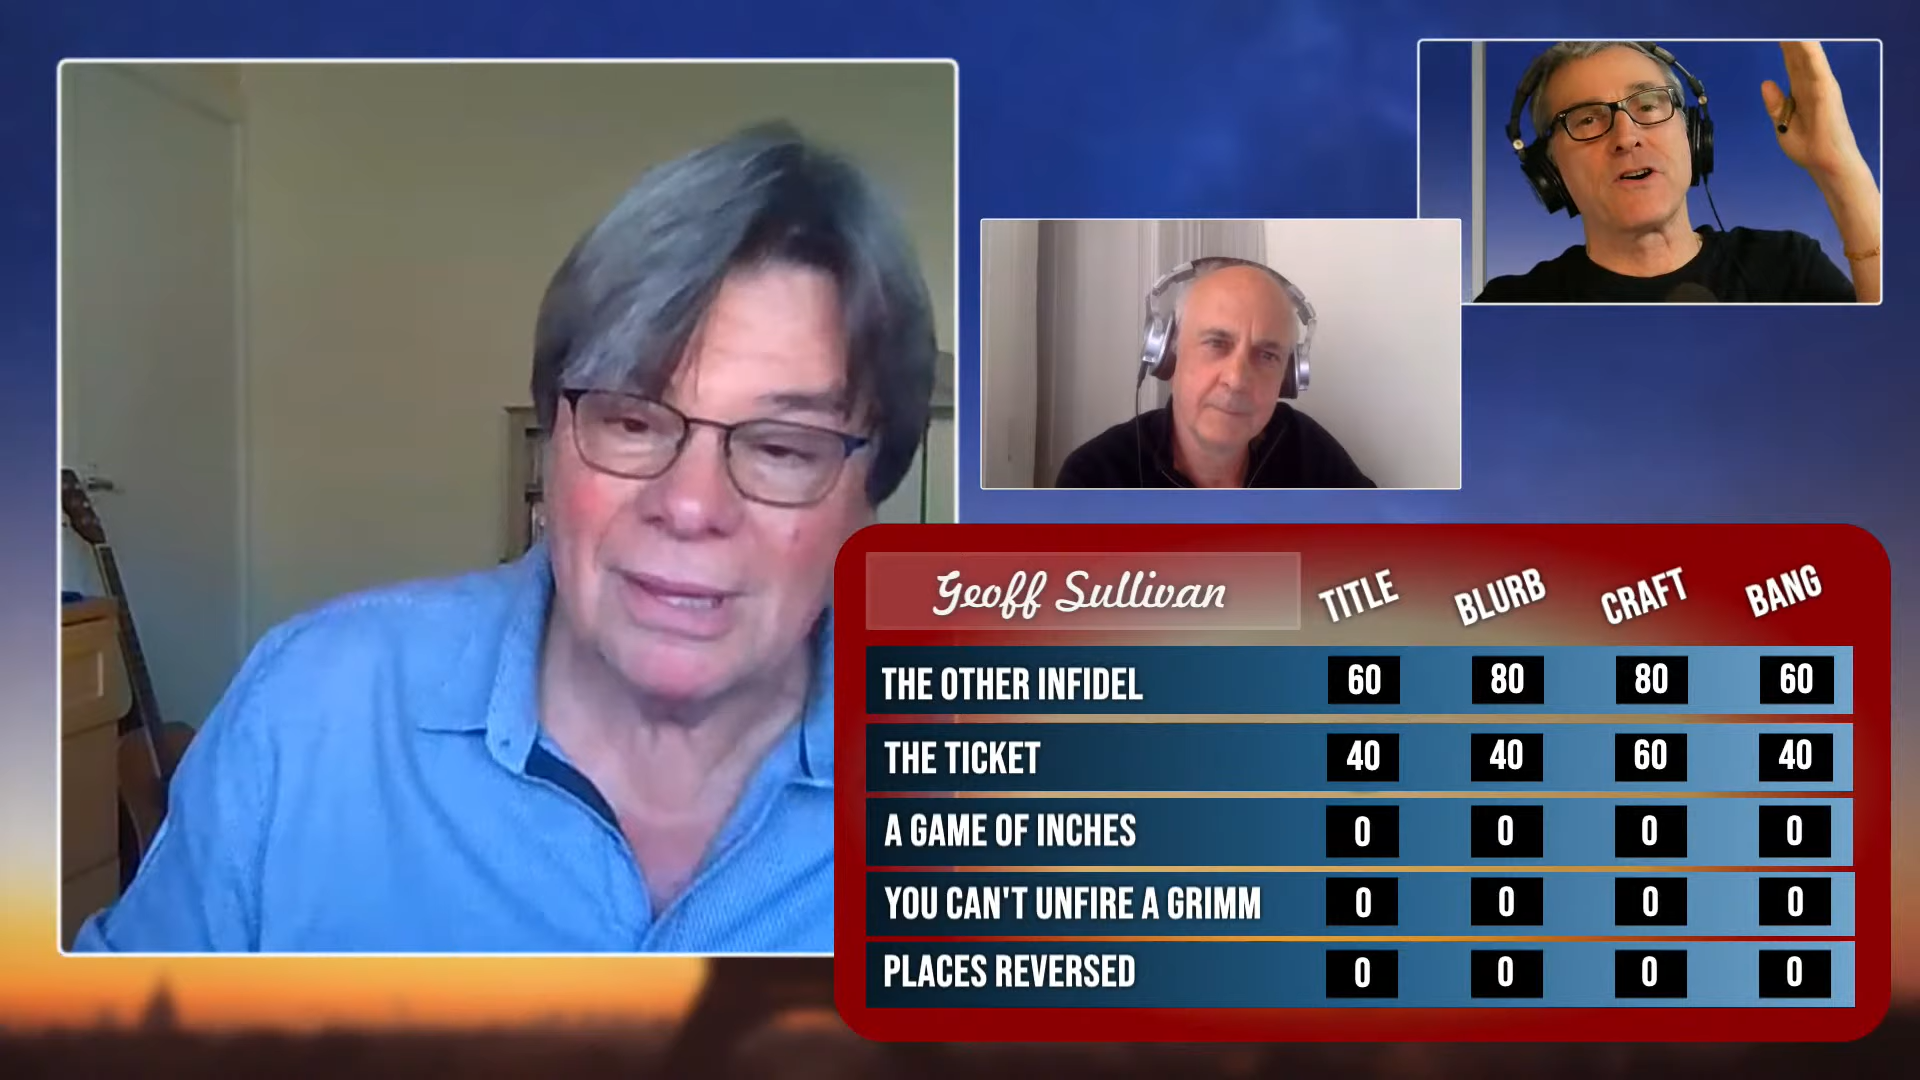 Geoff Sullivan TITLE BLURB CRAFT BANG
THE OTHER INFIDEL 60 80 80 60
THE TICKET 40 40 60 40
A GAME OF INCHES 0 0 0 0
YOU CAN'T UNFIRE A GRIMM 0 0 0 0
PLACES REVERSED 0 0 0 0